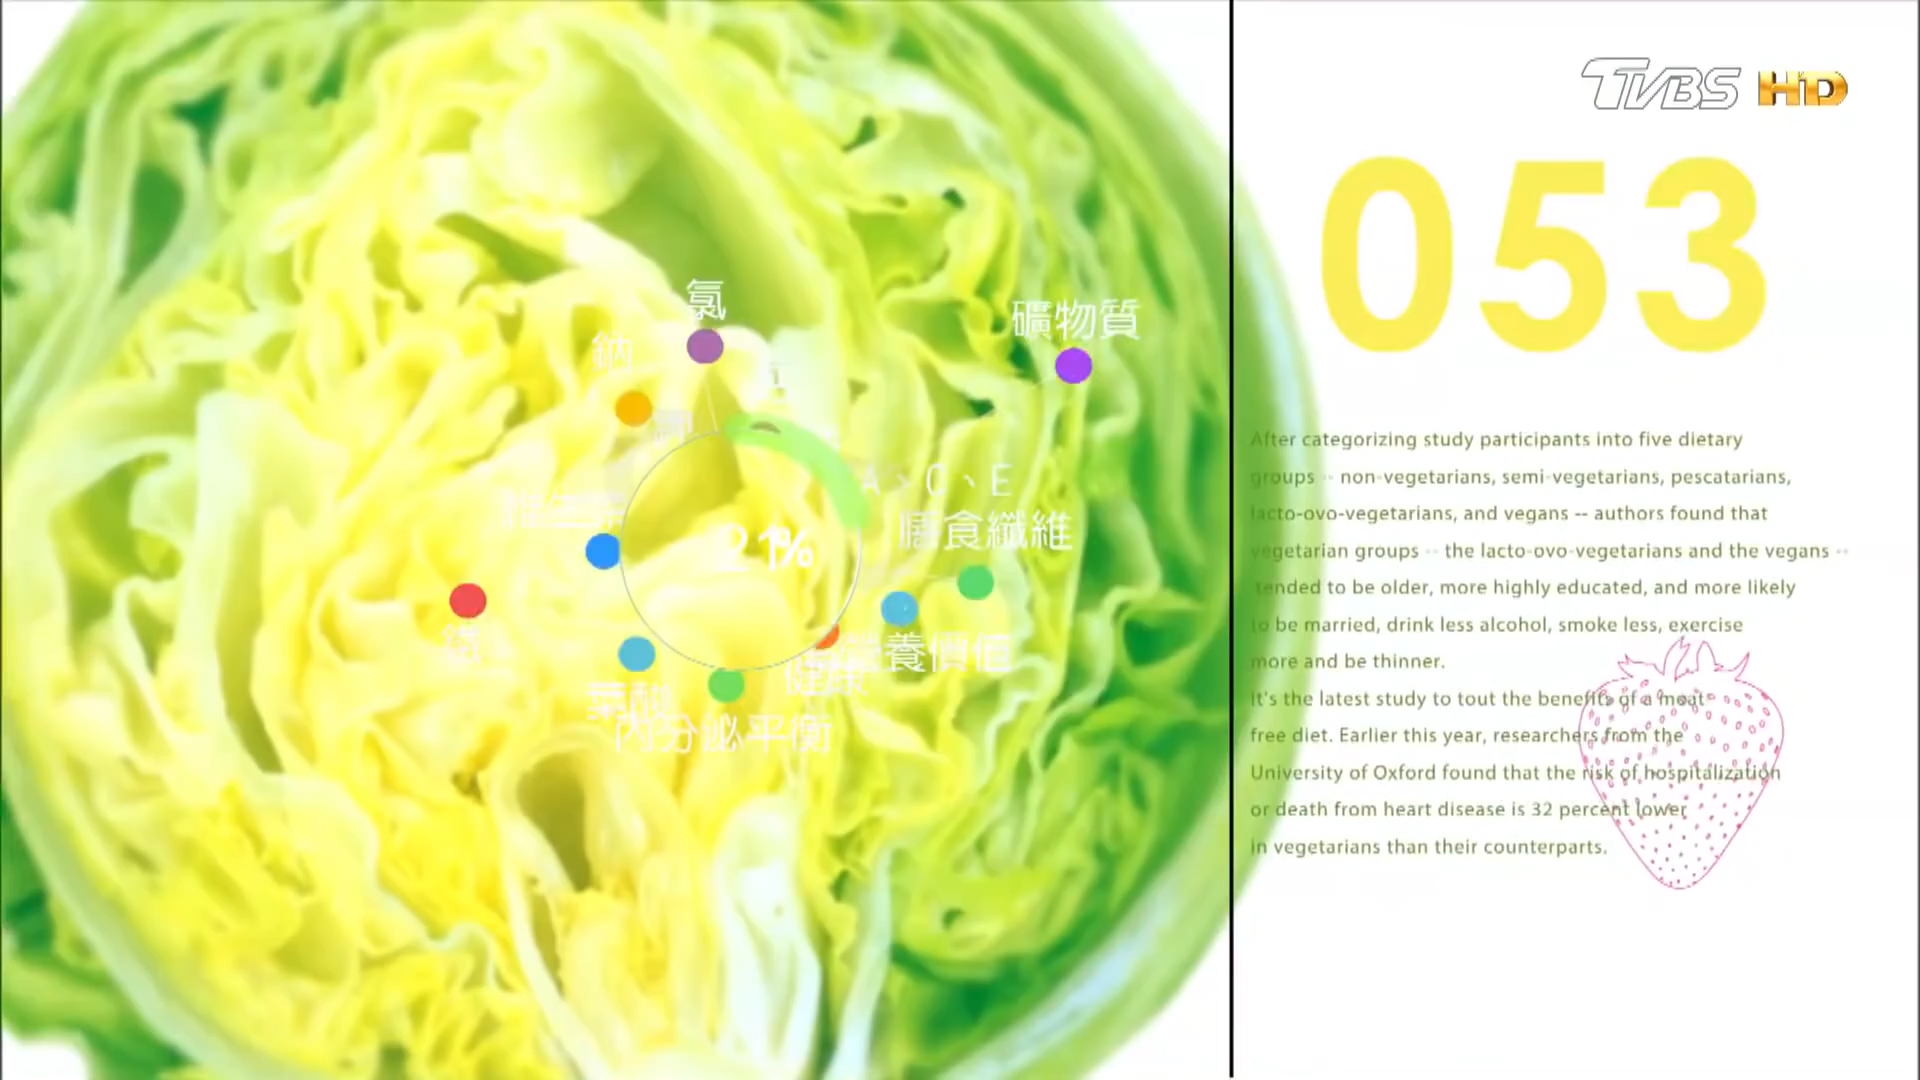 TVBS HD
053
氯
礦物質
鈉
A、C、E
膳食纖維
21%
營養價值
健康
葉酸
內分泌平衡
After categorizing study participants into five dietary
groups -- non-vegetarians, semi-vegetarians, pescatarians,
lacto-ovo-vegetarians, and vegans -- authors found that
vegetarian groups -- the lacto-ovo-vegetarians and the vegans --
tended to be older, more highly educated, and more likely
to be married, drink less alcohol, smoke less, exercise
more and be thinner.
It's the latest study to tout the benefits of a meat-
free diet. Earlier this year, researchers from the
University of Oxford found that the risk of hospitalization
or death from heart disease is 32 percent lower
in vegetarians than their counterparts.